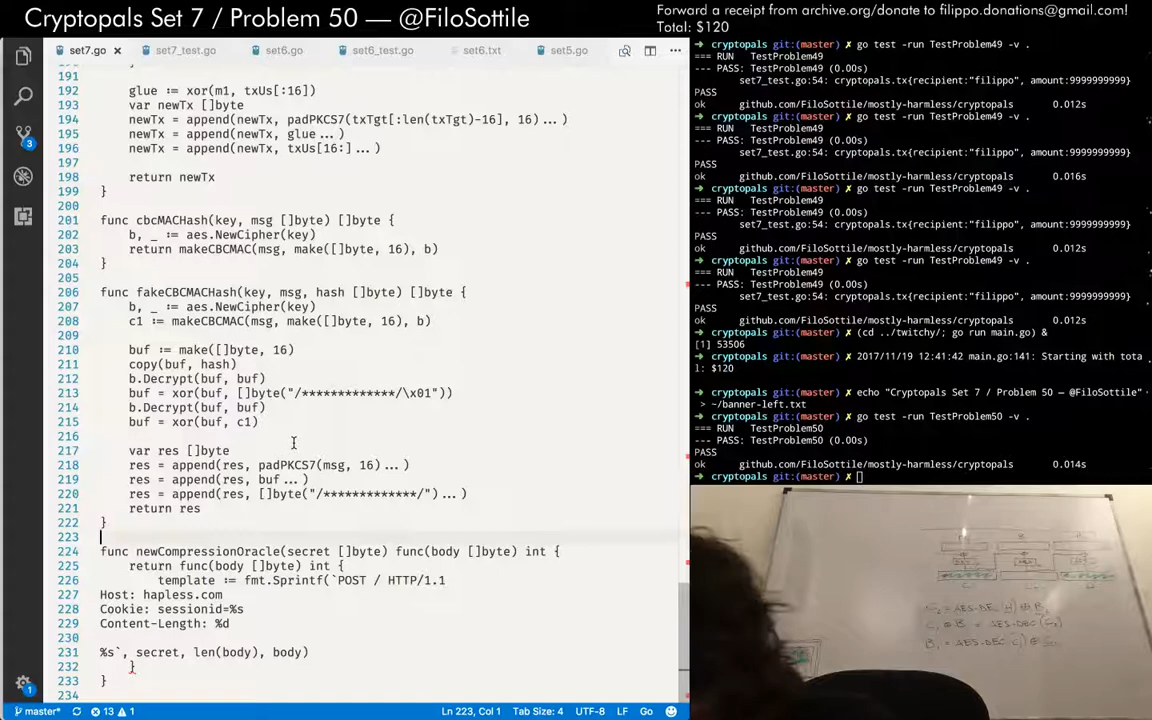 Cryptopals Set 7 / Problem 50 — @FiloSottile
Forward a receipt from archive.org/donate to filippo.donations@gmail.com!
Total: $120
set7.go ×
set7_test.go
set6.go
set6_test.go
set6.txt
set5.go
191
192 glue := xor(m1, txUs[:16])
193 var newTx []byte
194 newTx = append(newTx, padPKCS7(txTgt[:len(txTgt)-16], 16)...)
195 newTx = append(newTx, glue...)
196 newTx = append(newTx, txUs[16:]...)
197
198 return newTx
199 }
200
201 func cbcMACHash(key, msg []byte) []byte {
202 b, _ := aes.NewCipher(key)
203 return makeCBCMAC(msg, make([]byte, 16), b)
204 }
205
206 func fakeCBCMACHash(key, msg, hash []byte) []byte {
207 b, _ := aes.NewCipher(key)
208 c1 := makeCBCMAC(msg, make([]byte, 16), b)
209
210 buf := make([]byte, 16)
211 copy(buf, hash)
212 b.Decrypt(buf, buf)
213 buf = xor(buf, []byte("/*************/\x01"))
214 b.Decrypt(buf, buf)
215 buf = xor(buf, c1)
216
217 var res []byte
218 res = append(res, padPKCS7(msg, 16)...)
219 res = append(res, buf...)
220 res = append(res, []byte("/*************/")...)
221 return res
222 }
223
224 func newCompressionOracle(secret []byte) func(body []byte) int {
225 return func(body []byte) int {
226 template := fmt.Sprintf(`POST / HTTP/1.1
227 Host: hapless.com
228 Cookie: sessionid=%s
229 Content-Length: %d
230
231 %s`, secret, len(body), body)
232 }
233 }
234
3
1
master*
13
1
Ln 223, Col 1
Tab Size: 4
UTF-8
LF
Go
➜ cryptopals git:(master) ✗ go test -run TestProblem49 -v .
=== RUN TestProblem49
--- PASS: TestProblem49 (0.00s)
set7_test.go:54: cryptopals.tx{recipient:"filippo", amount:9999999999}
PASS
ok github.com/FiloSottile/mostly-harmless/cryptopals 0.012s
➜ cryptopals git:(master) ✗ go test -run TestProblem49 -v .
=== RUN TestProblem49
--- PASS: TestProblem49 (0.00s)
set7_test.go:54: cryptopals.tx{recipient:"filippo", amount:9999999999}
PASS
ok github.com/FiloSottile/mostly-harmless/cryptopals 0.016s
➜ cryptopals git:(master) ✗ go test -run TestProblem49 -v .
=== RUN TestProblem49
--- PASS: TestProblem49 (0.00s)
set7_test.go:54: cryptopals.tx{recipient:"filippo", amount:9999999999}
PASS
ok github.com/FiloSottile/mostly-harmless/cryptopals 0.012s
➜ cryptopals git:(master) ✗ go test -run TestProblem49 -v .
=== RUN TestProblem49
--- PASS: TestProblem49 (0.00s)
set7_test.go:54: cryptopals.tx{recipient:"filippo", amount:9999999999}
PASS
ok github.com/FiloSottile/mostly-harmless/cryptopals 0.012s
➜ cryptopals git:(master) ✗ (cd ../twitchy/; go run main.go) &
[1] 53506
➜ cryptopals git:(master) ✗ 2017/11/19 12:41:42 main.go:141: Starting with tota
l: $120
➜ cryptopals git:(master) ✗ echo "Cryptopals Set 7 / Problem 50 — @FiloSottile"
> ~/banner-left.txt
➜ cryptopals git:(master) ✗ go test -run TestProblem50 -v .
=== RUN TestProblem50
--- PASS: TestProblem50 (0.00s)
PASS
ok github.com/FiloSottile/mostly-harmless/cryptopals 0.014s
➜ cryptopals git:(master) ✗